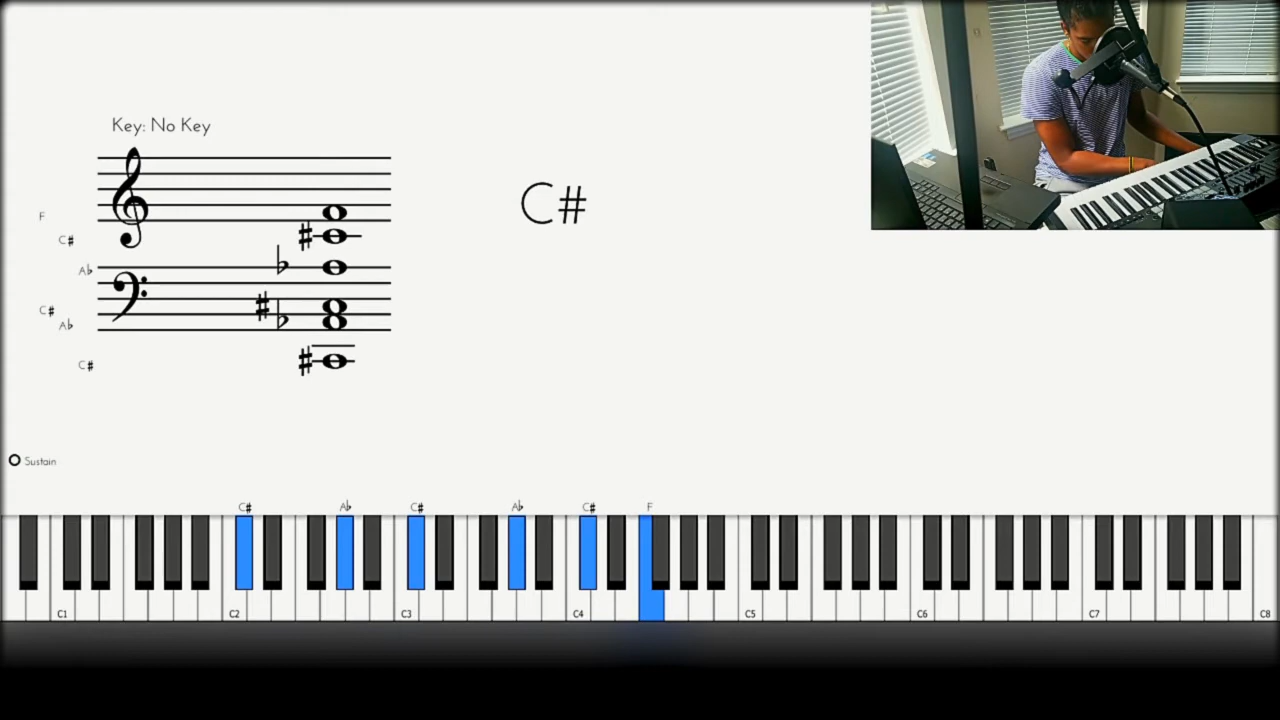 Key: No Key
C#
F
C#
Ab
C#
Ab
C#
Sustain
C# Ab C# Ab C# F
C1 C2 C3 C4 C5 C6 C7 C8